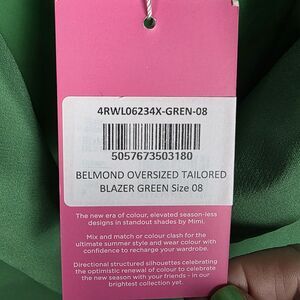 4RWL06234X-GREN-08
5057673503180
BELMOND OVERSIZED TAILORED
BLAZER GREEN Size 08
The new era of colour, elevated season-less
designs in standout shades by Mimi.
Mix and match or colour clash for the
ultimate summer style and wear colour with
confidence to recharge your wardrobe.
Directional structured silhouettes celebrating
the optimistic renewal of colour to celebrate
the new season with your friends - in our
brightest collection yet.